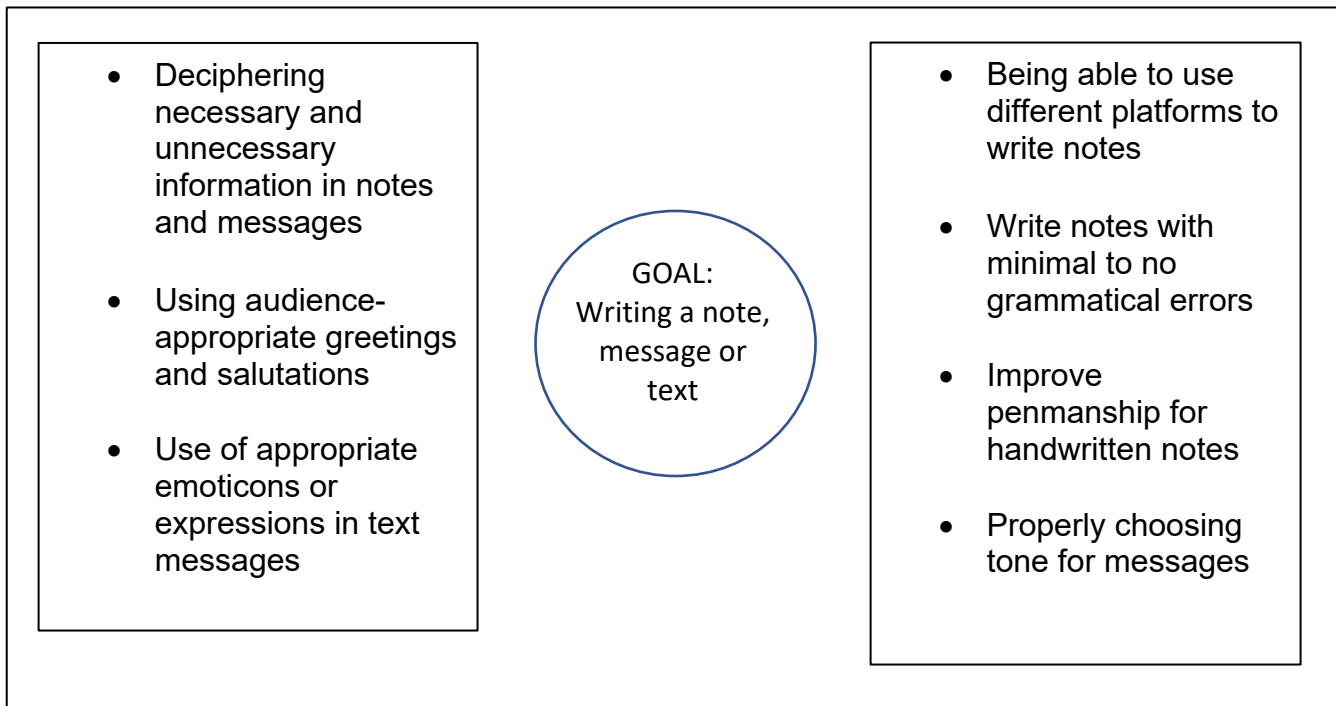 • Deciphering
necessary and
unnecessary
information in notes
and messages
• Using audience-
appropriate greetings
and salutations
• Use of appropriate
emoticons or
expressions in text
messages
GOAL:
Writing a note,
message or
text
• Being able to use
different platforms to
write notes
• Write notes with
minimal to no
grammatical errors
• Improve
penmanship for
handwritten notes
• Properly choosing
tone for messages